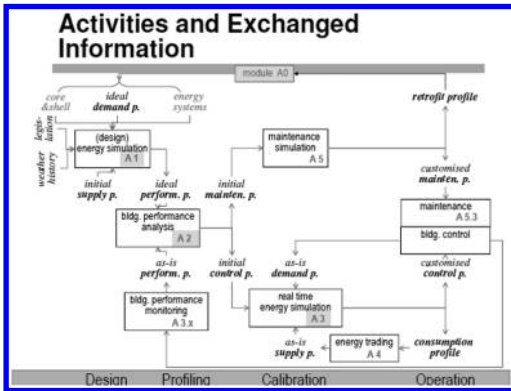 Activities and Exchanged
Information
module A0
core
&shell
ideal
demand p.
energy
systems
retrofit profile
legis-
lation
weather
history
(design)
energy simulation
A 1
maintenance
simulation
A 5
initial
supply p.
ideal
perform. p.
initial
mainten. p.
customised
mainten. p.
bldg. performance
analysis
A 2
maintenance
A 5.3
bldg. control
as-is
perform. p.
initial
control p.
as-is
demand p.
customised
control p.
bldg. performance
monitoring
A 3.x
real time
energy simulation
A 3
as-is
supply p.
energy trading
A 4
consumption
profile
Design
Profiling
Calibration
Operation